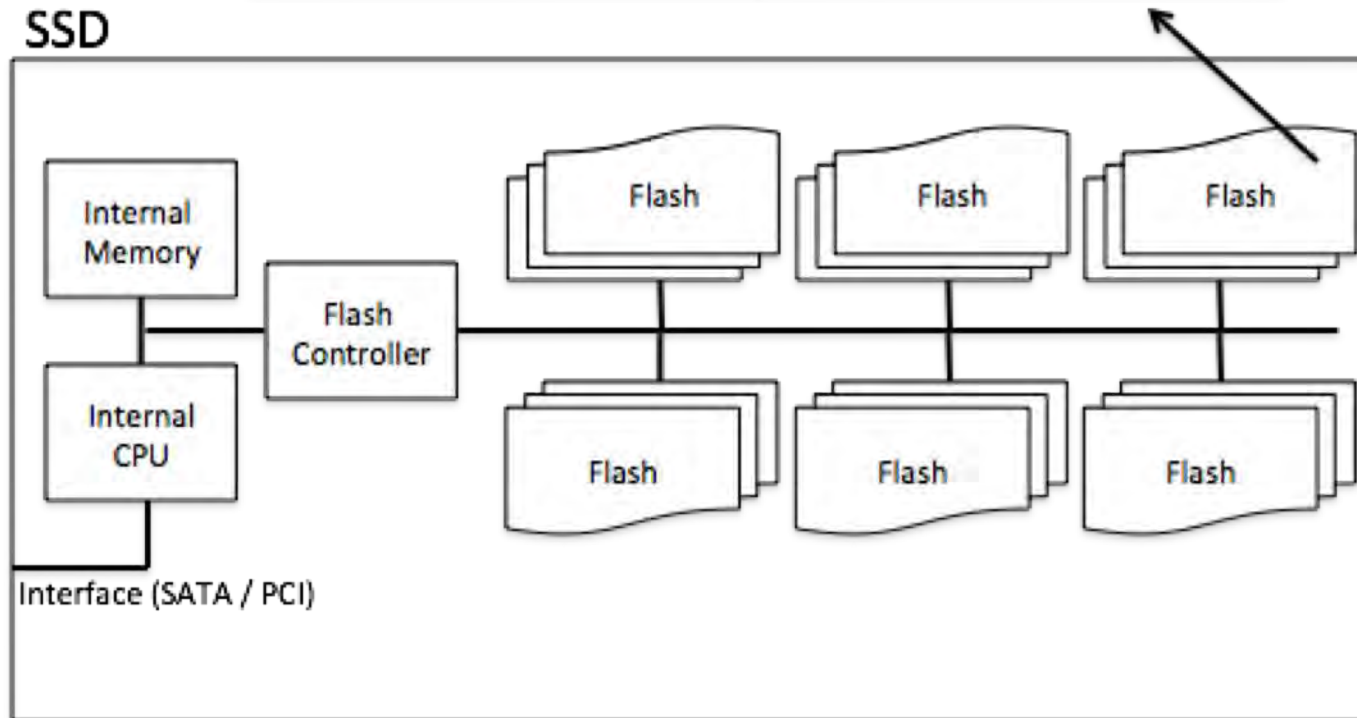 SSD
Internal
Memory
Flash
Controller
Internal
CPU
Interface (SATA / PCI)
Flash
Flash
Flash
Flash
Flash
Flash